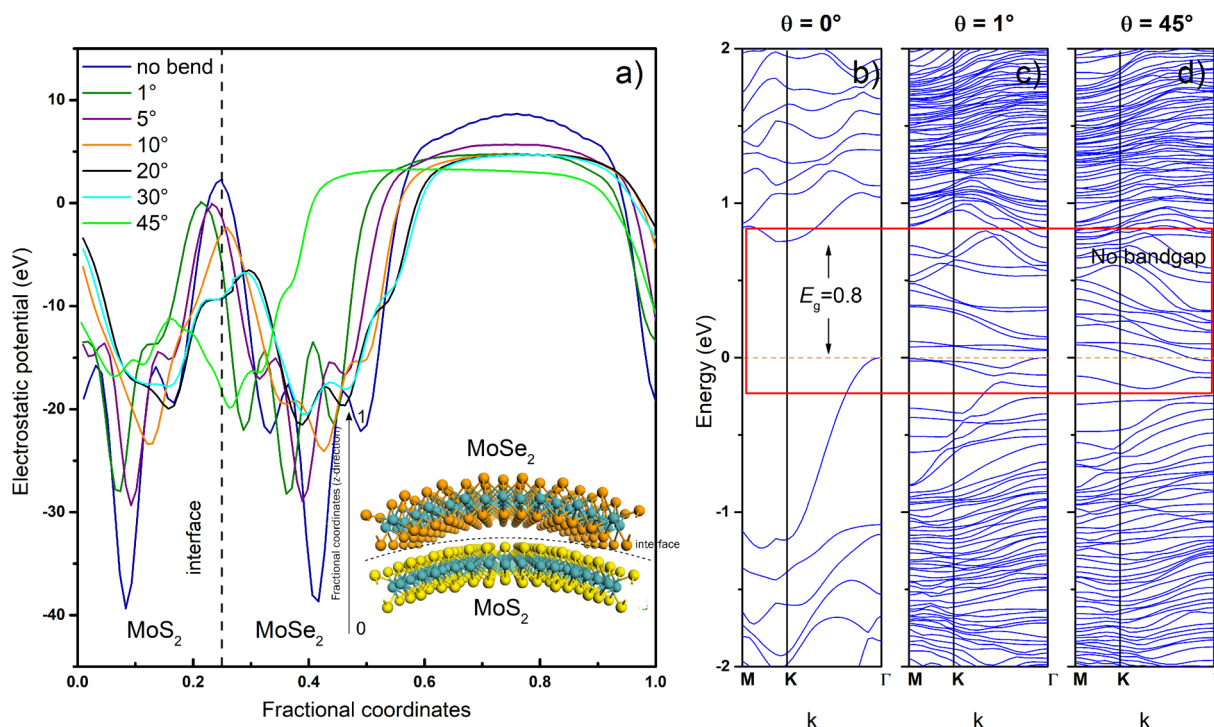 θ = 0°
θ = 1°
θ = 45°
a)
no bend
1°
5°
10°
20°
30°
45°
Electrostatic potential (eV)
10
0
-10
-20
-30
-40
interface
MoS2
MoSe2
Fractional coordinates (z-direction)
1
0
MoSe2
interface
MoS2
0.0
0.2
0.4
0.6
0.8
1.0
Fractional coordinates
b)
c)
d)
Energy (eV)
2
1
0
-1
-2
Eg=0.8
No bandgap
M
K
Γ
M
K
Γ
M
K
k
k
k